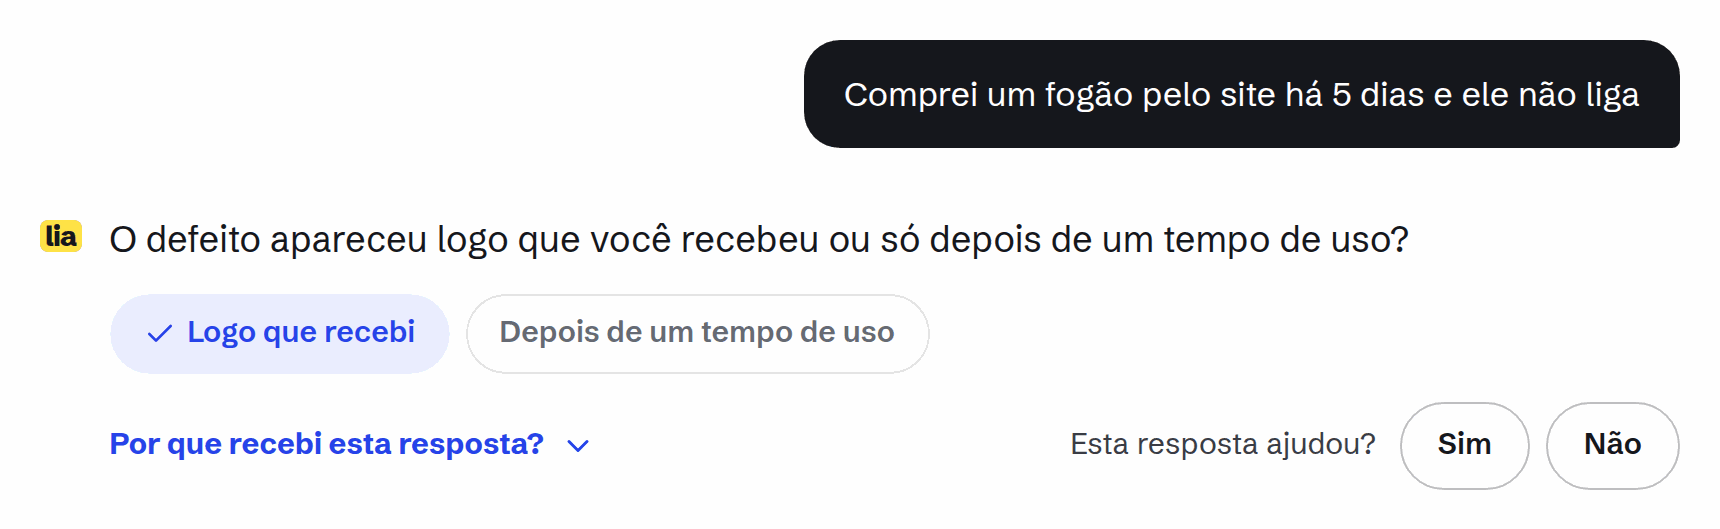 Comprei um fogão pelo site há 5 dias e ele não liga
lia
O defeito apareceu logo que você recebeu ou só depois de um tempo de uso?
Logo que recebi
Depois de um tempo de uso
Por que recebi esta resposta?
Esta resposta ajudou?
Sim
Não